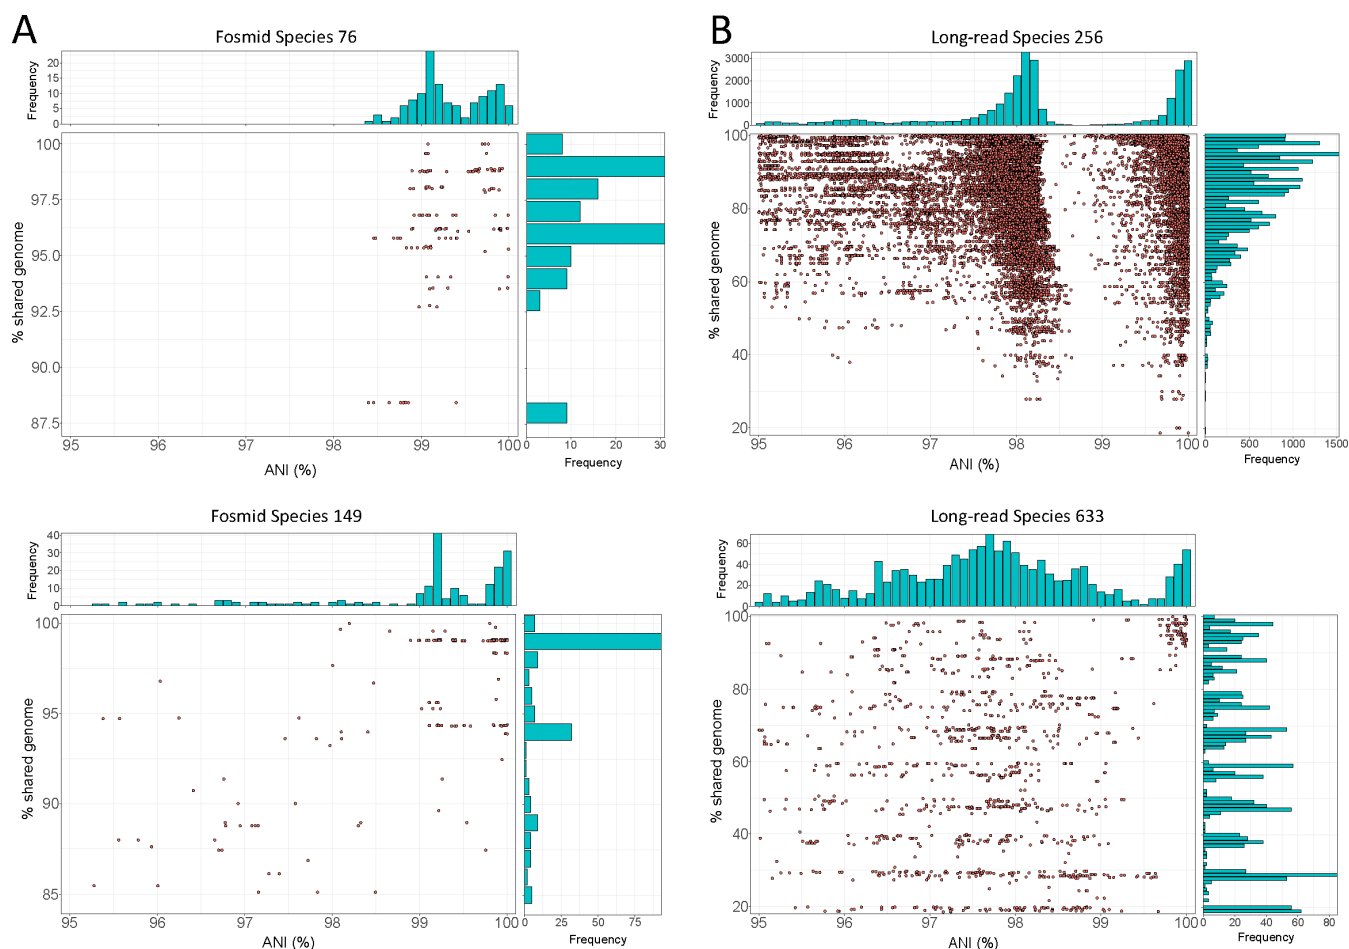 A
Fosmid Species 76
Frequency
20
15
10
5
0
% shared genome
100
97.5
95.0
92.5
90.0
87.5
95 96 97 98 99 100
ANI (%)
0 10 20 30
Frequency
B
Long-read Species 256
Frequency
3000
2000
1000
0
% shared genome
100
80
60
40
20
95 96 97 98 99 100
ANI (%)
500 1000 1500
Frequency
Fosmid Species 149
Frequency
40
30
20
10
0
% shared genome
100
95
90
85
95 96 97 98 99 100
ANI (%)
0 25 50 75
Frequency
Long-read Species 633
Frequency
60
40
20
0
% shared genome
100
80
60
40
20
95 96 97 98 99 100
ANI (%)
0 20 40 60 80
Frequency